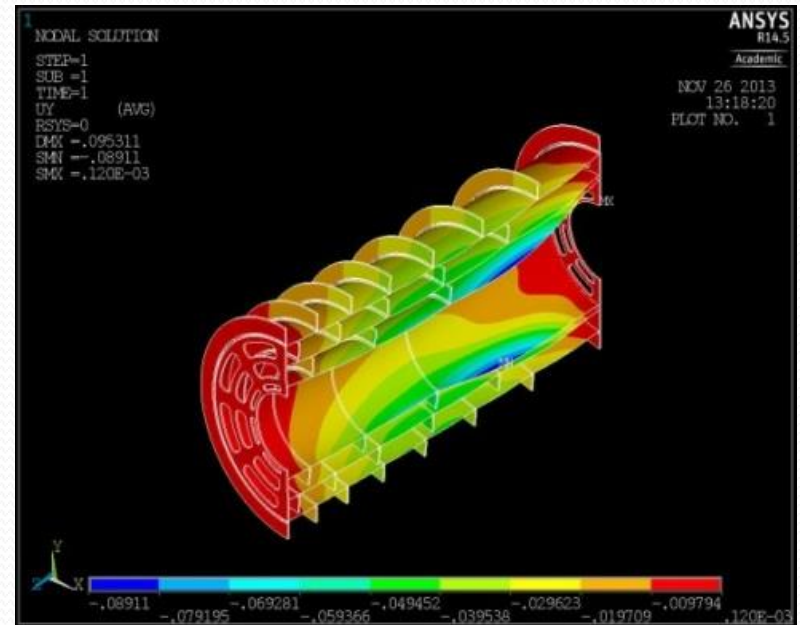 1
NODAL SOLUTION
STEP=1
SUB =1
TIME=1
UY (AVG)
RSYS=0
DMX =.095311
SMN =-.08911
SMX =.120E-03
ANSYS
R14.5
Academic
NOV 26 2013
13:18:20
PLOT NO. 1
MX
Y
Z X
-.08911 -.069281 -.049452 -.029623 -.009794
-.079195 -.059366 -.039538 -.019709 .120E-03